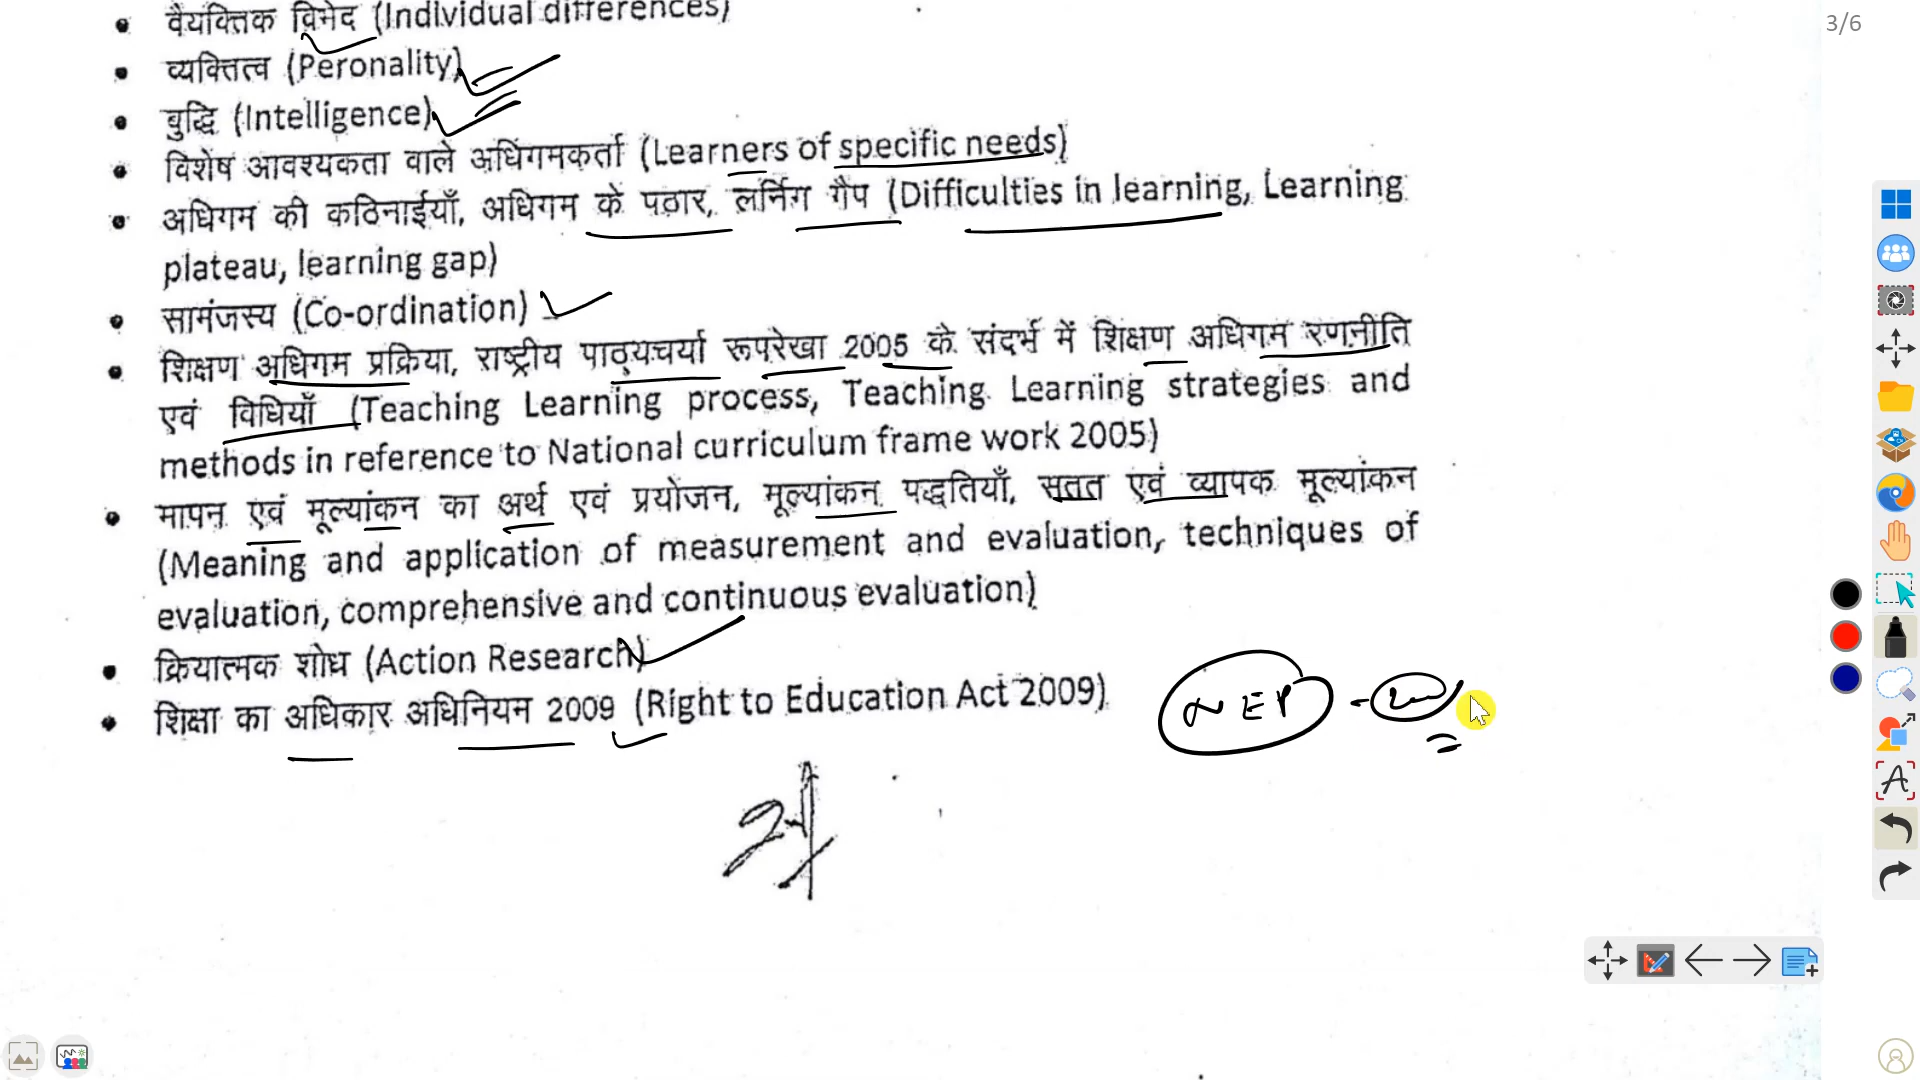 3/6
• वैयक्तिक विभेद (Individual differences)
• व्यक्तित्व (Peronality)
• बुद्धि (Intelligence)
• विशेष आवश्यकता वाले अधिगमकर्ता (Learners of specific needs)
• अधिगम की कठिनाईयाँ, अधिगम के पठार, लर्निग गैप (Difficulties in learning, Learning
plateau, learning gap)
• सामंजस्य (Co-ordination)
• शिक्षण अधिगम प्रक्रिया, राष्ट्रीय पाठ्यचर्या रूपरेखा 2005 के संदर्भ में शिक्षण अधिगम रणनीति
एवं विधियाँ (Teaching Learning process, Teaching Learning strategies and
methods in reference to National curriculum frame work 2005)
• मापन एवं मूल्यांकन का अर्थ एवं प्रयोजन, मूल्यांकन पद्धतियाँ, सतत एवं व्यापक मूल्यांकन
(Meaning and application of measurement and evaluation, techniques of
evaluation, comprehensive and continuous evaluation)
• क्रियात्मक शोध (Action Research)
• शिक्षा का अधिकार अधिनियन 2009 (Right to Education Act 2009)
NEP -